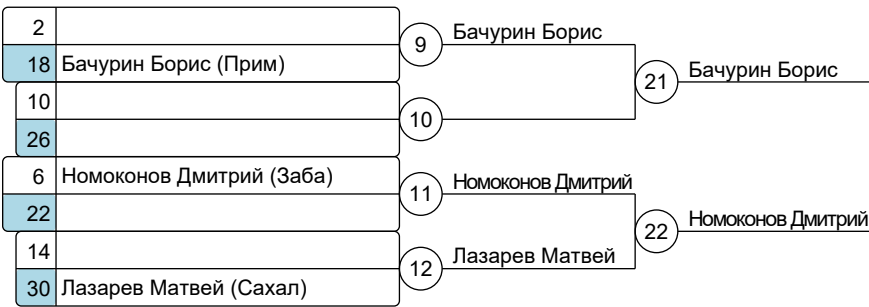 2
18 Бачурин Борис (Прим)
9 Бачурин Борис
21 Бачурин Борис
10
26
10
6 Номоконов Дмитрий (Заба)
22
11 Номоконов Дмитрий
22 Номоконов Дмитрий
14
30 Лазарев Матвей (Сахал)
12 Лазарев Матвей